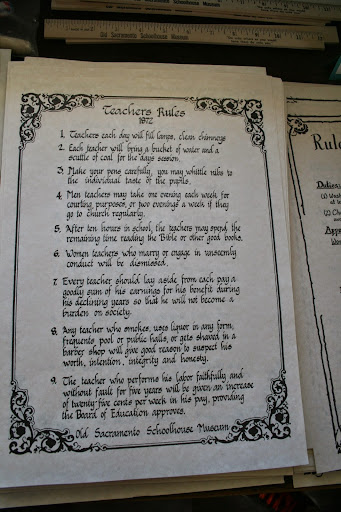 Old Sacramento Schoolhouse Museum
Teachers Rules
1872
1. Teachers each day will fill lamps, clean chimneys
2. Each teacher will bring a bucket of water and a
scuttle of coal for the days session.
3. Make your pens carefully, you may whittle nibs to
the individual taste of the pupils.
4. Men teachers may take one evening each week for
courting purposes, or two evenings a week if they
go to church regularly.
5. After ten hours in school, the teachers may spend the
remaining time reading the Bible or other good books.
6. Women teachers who marry or engage in unseemly
conduct will be dismissed.
7. Every teacher should lay aside from each pay a
goodly sum of his earnings for his benefit during
his declining years so that he will not become a
burden on society.
8. Any teacher who smokes, uses liquor in any form,
frequents pool or public halls, or gets shaved in a
barber shop will give good reason to suspect his
worth, intention, integrity and honesty.
9. The teacher who performs his labor faithfully and
without fault for five years will be given an increase
of twenty-five cents per week in his pay, providing
the Board of Education approves.
Old Sacramento Schoolhouse Museum
(1)
(2)